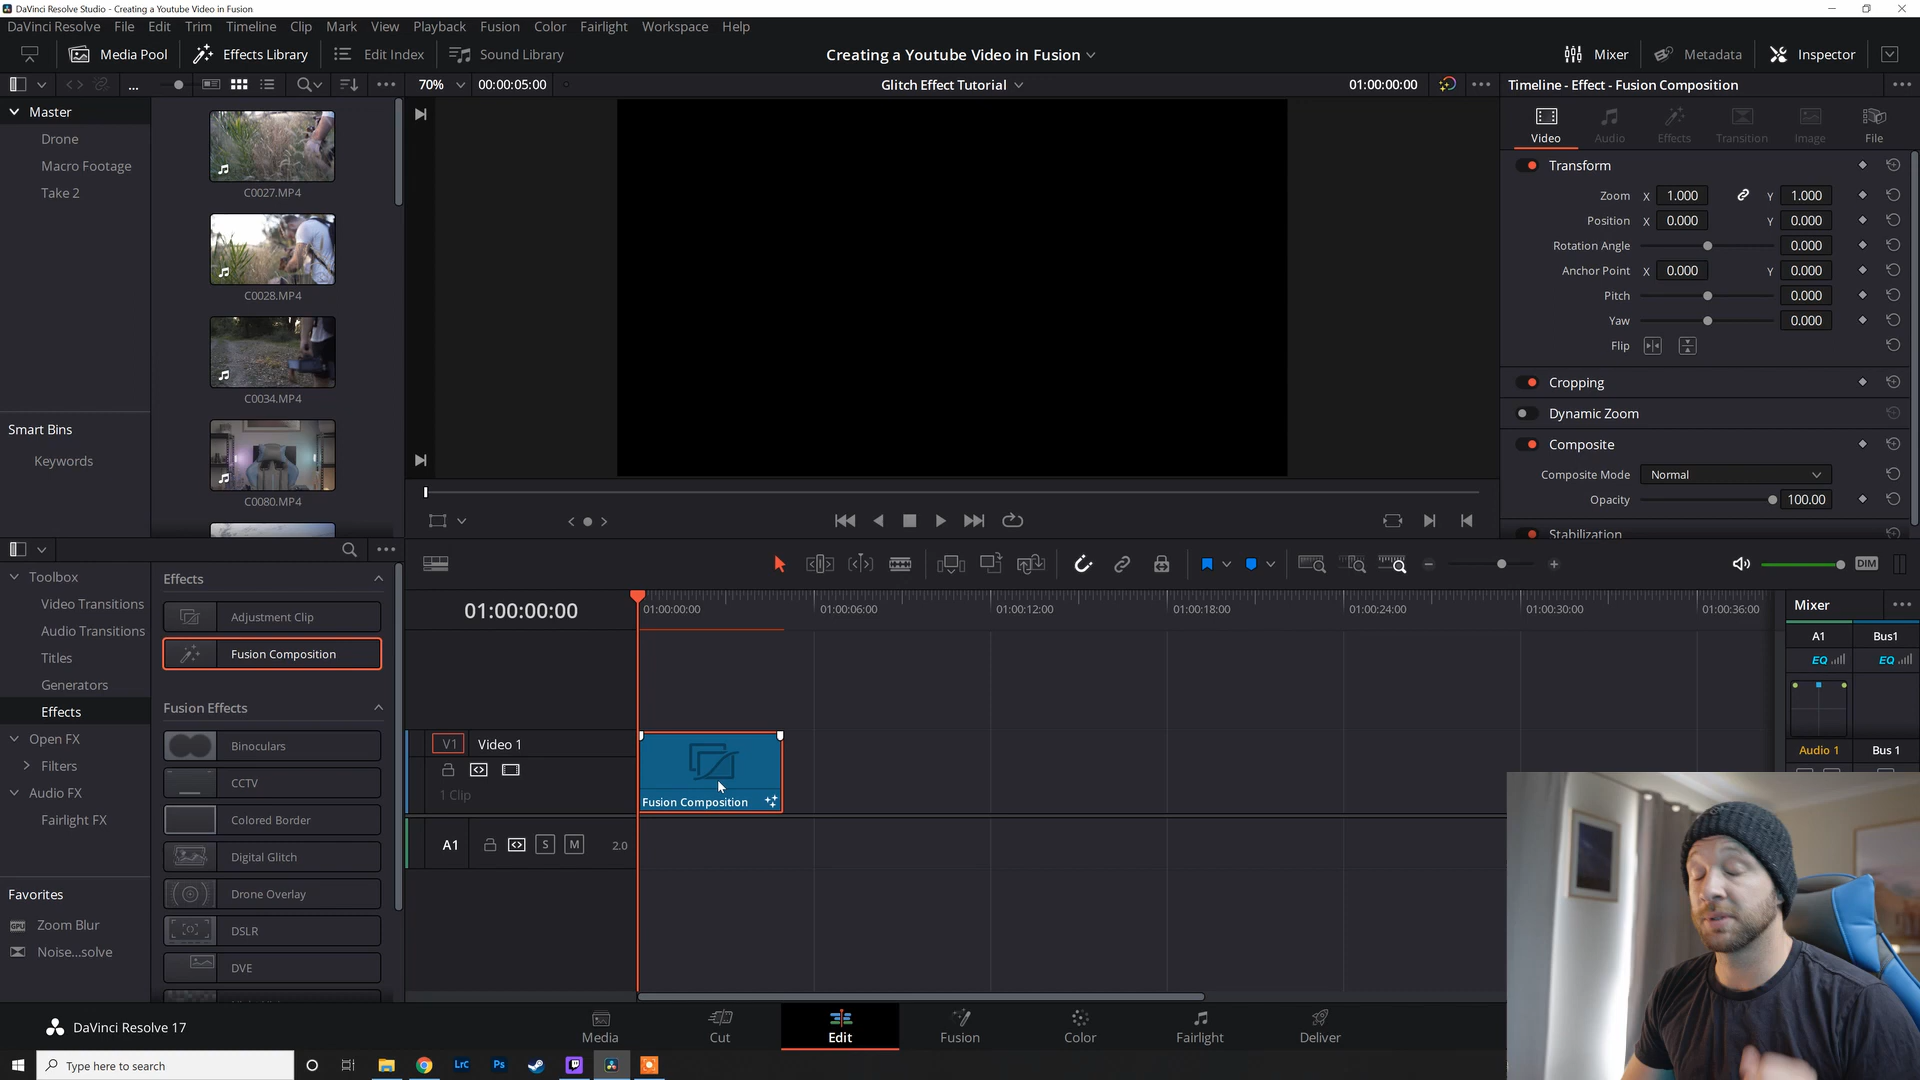 DaVinci Resolve Studio - Creating a Youtube Video in Fusion
DaVinci Resolve File Edit Trim Timeline Clip Mark View Playback Fusion Color Fairlight Workspace Help
Media Pool Effects Library Edit Index Sound Library Creating a Youtube Video in Fusion Mixer Metadata Inspector
70% 00:00:05:00 Glitch Effect Tutorial 01:00:00:00 Timeline - Effect - Fusion Composition
Master
Drone
Macro Footage
Take 2
C0027.MP4
C0028.MP4
C0034.MP4
C0080.MP4
Smart Bins
Keywords
Video Audio Effects Transition Image File
Transform
Zoom X 1.000 Y 1.000
Position X 0.000 Y 0.000
Rotation Angle 0.000
Anchor Point X 0.000 Y 0.000
Pitch 0.000
Yaw 0.000
Flip
Cropping
Dynamic Zoom
Composite
Composite Mode Normal
Opacity 100.00
Stabilization
DIM
Toolbox
Video Transitions
Audio Transitions
Titles
Generators
Effects
Open FX
Filters
Audio FX
Fairlight FX
Favorites
Zoom Blur
Noise...solve
Effects
Adjustment Clip
Fusion Composition
Fusion Effects
Binoculars
CCTV
Colored Border
Digital Glitch
Drone Overlay
DSLR
DVE
01:00:00:00
01:00:00:00 01:00:06:00 01:00:12:00 01:00:18:00 01:00:24:00 01:00:30:00 01:00:36:00
V1 Video 1
1 Clip
Fusion Composition
A1 S M 2.0
Mixer
A1 Bus1
EQ EQ
Audio 1 Bus 1
DaVinci Resolve 17
Media Cut Edit Fusion Color Fairlight Deliver
Type here to search
LrC Ps